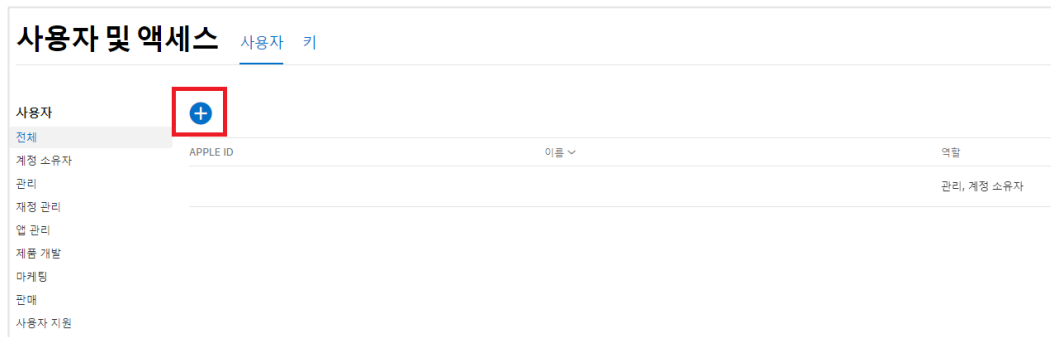 사용자 및 액세스 사용자 키
사용자
전체
계정 소유자
관리
재정 관리
앱 관리
제품 개발
마케팅
판매
사용자 지원
APPLE ID 이름 역할
관리, 계정 소유자